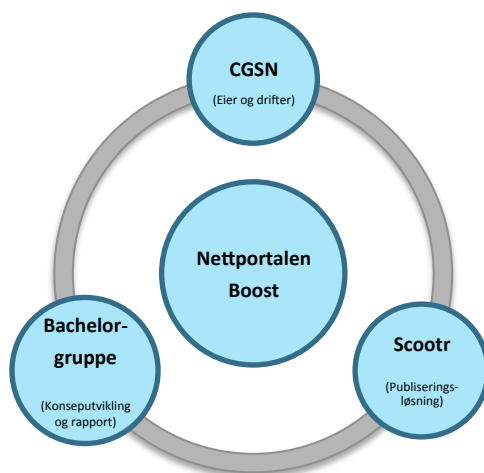 CGSN
(Eier og drifter)
Nettportalen
Boost
Bachelor-
gruppe
(Konseputvikling
og rapport)
Scootr
(Publiserings-
løsning)